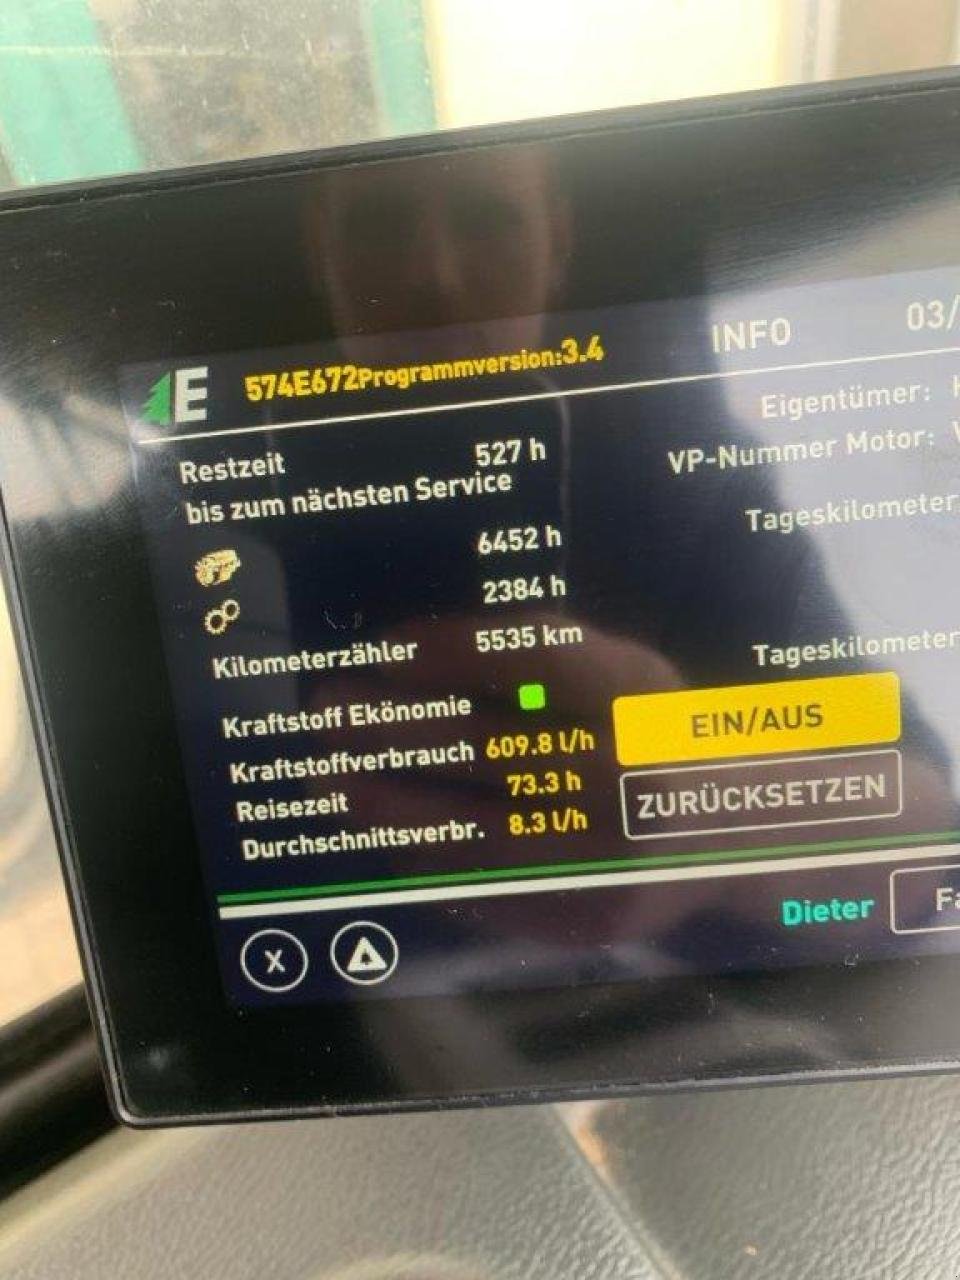 E 574E672Programmversion:3.4 INFO 03/
Restzeit 527 h
bis zum nächsten Service
6452 h
2384 h
Kilometerzähler 5535 km
Kraftstoff Ekönomie
Kraftstoffverbrauch 609.8 l/h
Reisezeit 73.3 h
Durchschnittsverbr. 8.3 l/h
Eigentümer:
VP-Nummer Motor:
Tageskilometer
Tageskilometer
EIN/AUS
ZURÜCKSETZEN
X
Dieter